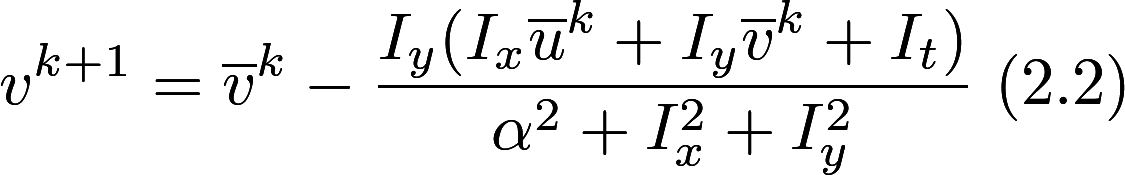 $v^{k+1} = \overline{v}^k - \frac{I_y(I_x\overline{u}^k + I_y\overline{v}^k + I_t)}{\alpha^2 + I_x^2 + I_y^2}$ (2.2)